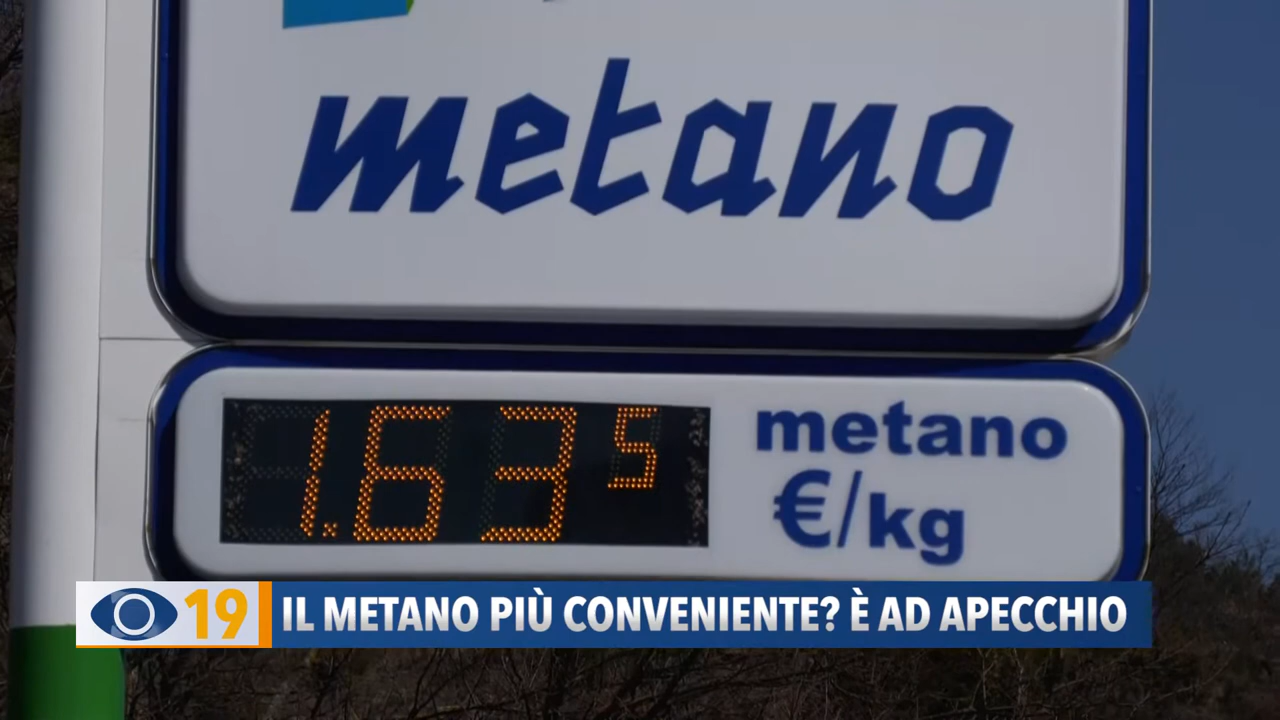 metano
1.635
metano
€/kg
19 IL METANO PIÙ CONVENIENTE? È AD APECCHIO